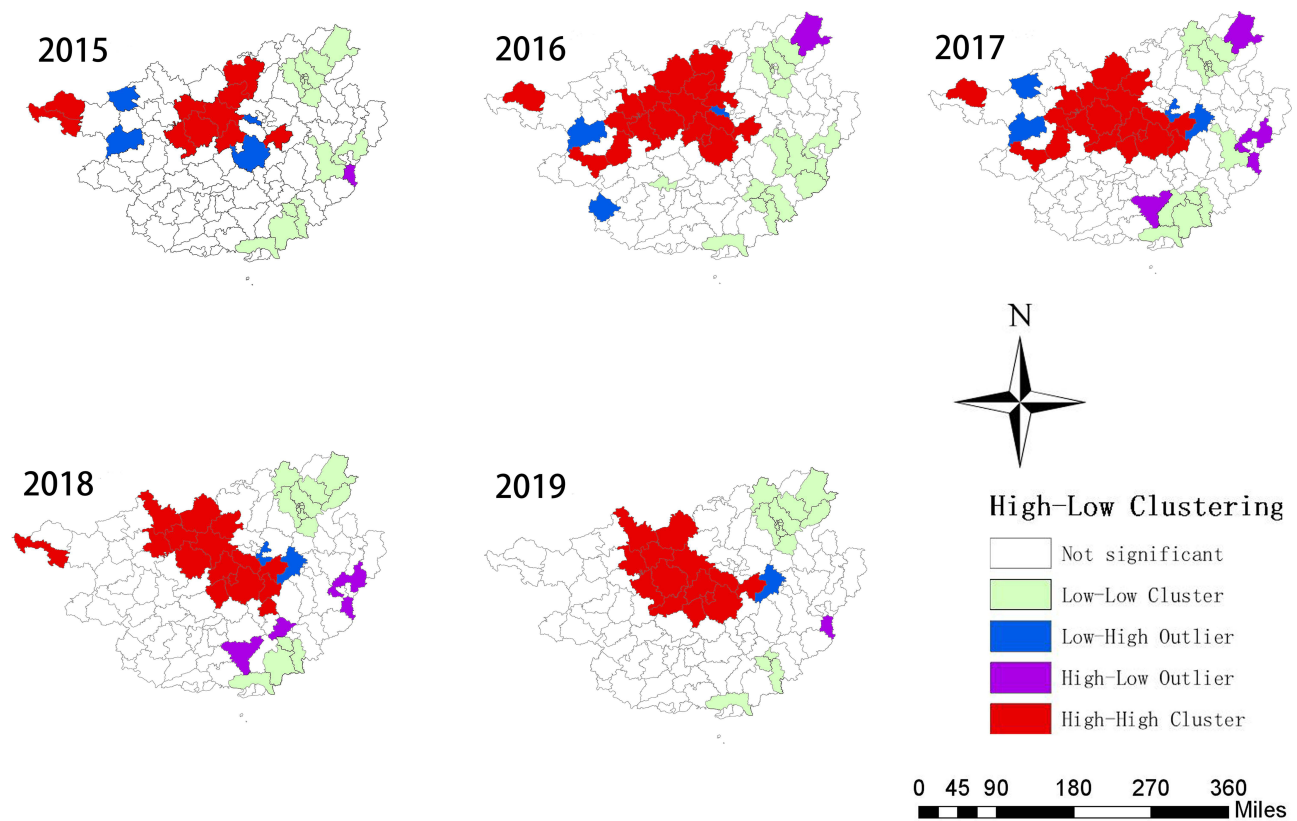 2015
2016
2017
2018
2019
N
High-Low Clustering
Not significant
Low-Low Cluster
Low-High Outlier
High-Low Outlier
High-High Cluster
0 45 90 180 270 360
Miles